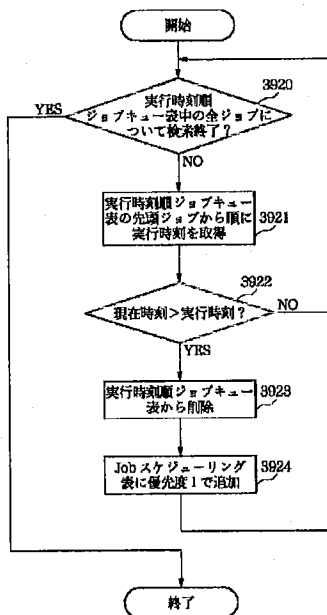 開始
3920
実行時刻順
ジョブキュー表中の全ジョブに
ついて検索終了？
YES
NO
実行時刻順ジョブキュー
表の先頭ジョブから順に
実行時刻を取得
3921
3922
現在時刻>実行時刻？
NO
YES
3923
実行時刻順ジョブキュー
表から削除
3924
Jobスケジューリング
表に優先度1で追加
終了